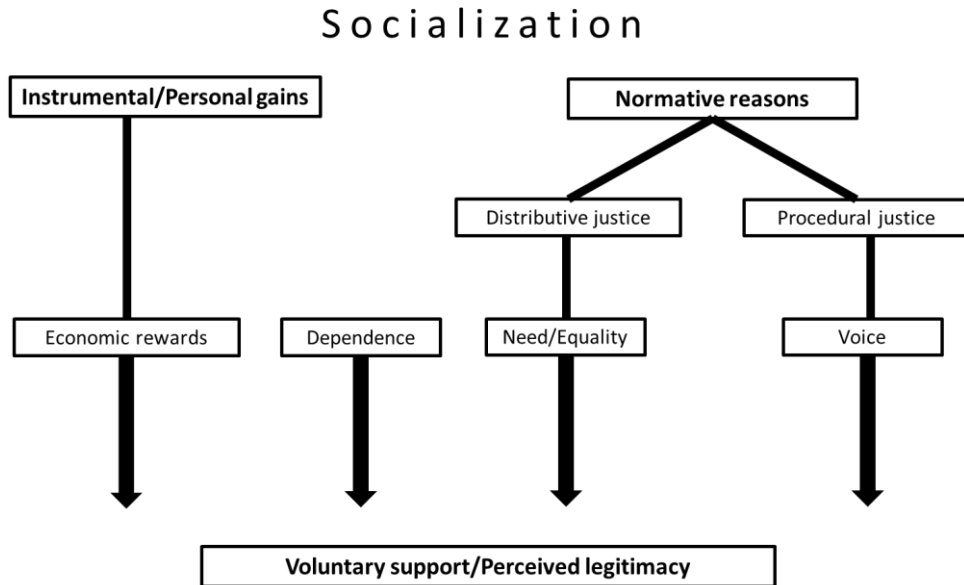 Socialization
Instrumental/Personal gains
Normative reasons
Distributive justice
Procedural justice
Economic rewards
Dependence
Need/Equality
Voice
Voluntary support/Perceived legitimacy